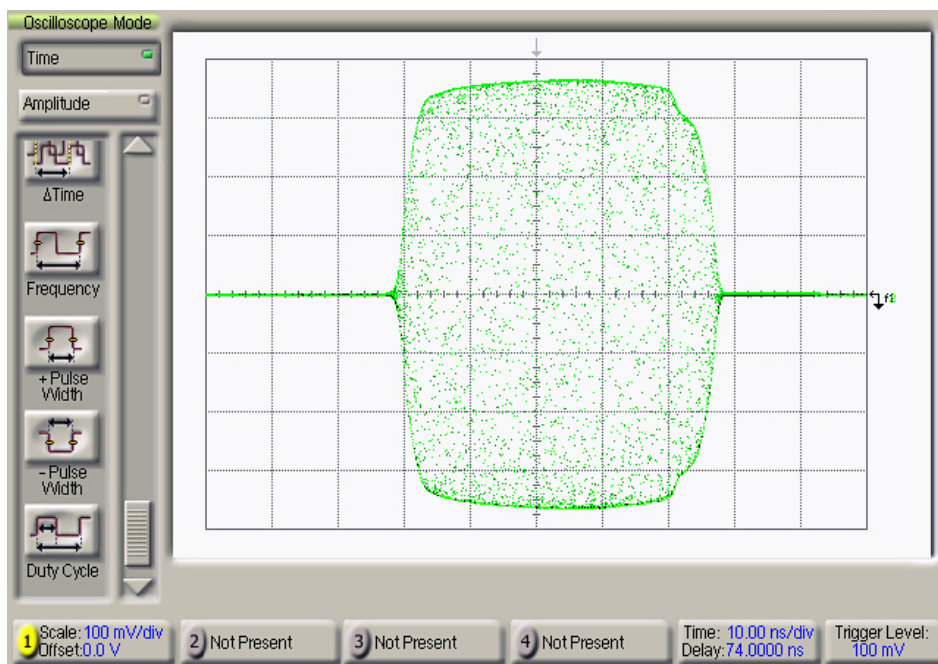 Oscilloscope Mode
Time
Amplitude
ΔTime
Frequency
+ Pulse
Width
- Pulse
Width
Duty Cycle
f2
1 Scale: 100 mV/div
Offset: 0.0 V
2 Not Present
3 Not Present
4 Not Present
Time: 10.00 ns/div
Delay: 74.0000 ns
Trigger Level:
100 mV